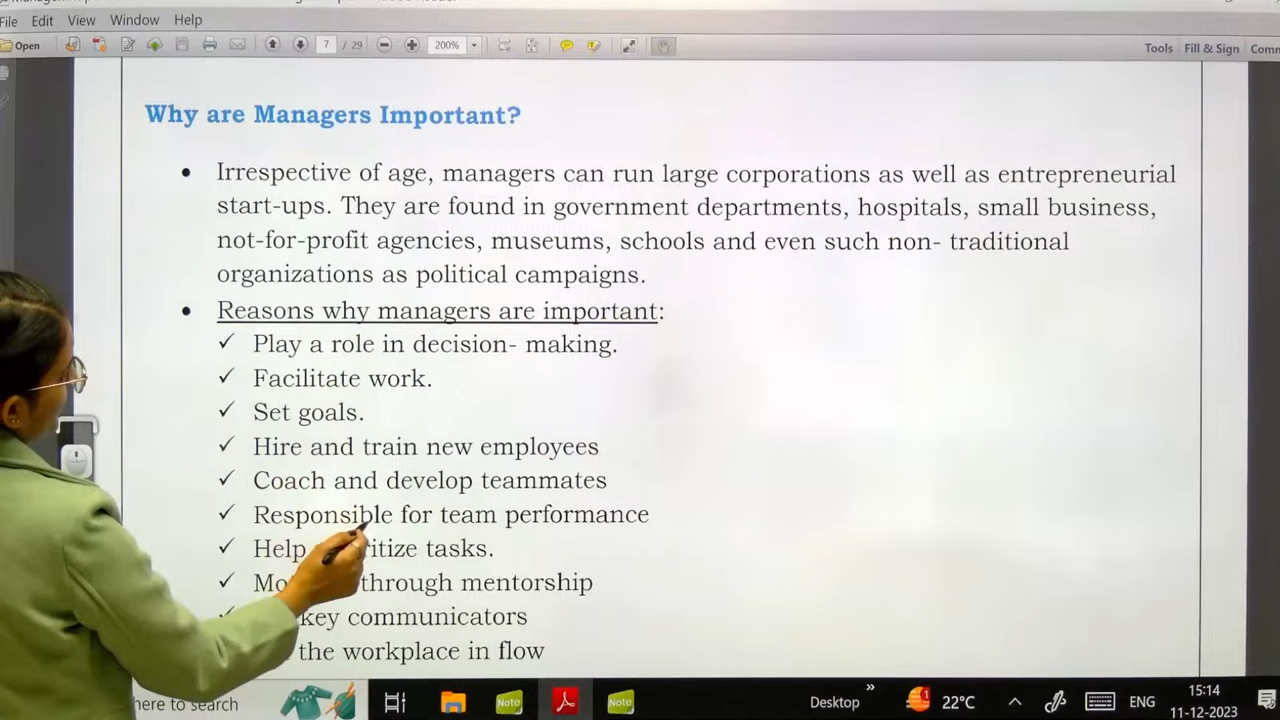 File Edit View Window Help
Open 7 / 29 200% Tools Fill & Sign
Why are Managers Important?
• Irrespective of age, managers can run large corporations as well as entrepreneurial
start-ups. They are found in government departments, hospitals, small business,
not-for-profit agencies, museums, schools and even such non- traditional
organizations as political campaigns.
• Reasons why managers are important:
✓ Play a role in decision- making.
✓ Facilitate work.
✓ Set goals.
✓ Hire and train new employees
✓ Coach and develop teammates
✓ Responsible for team performance
✓ Help tasks.
✓ through mentorship
key communicators
the workplace in flow
here to search Note Note Desktop » 1 22°C ENG 15:14
11-12-2023